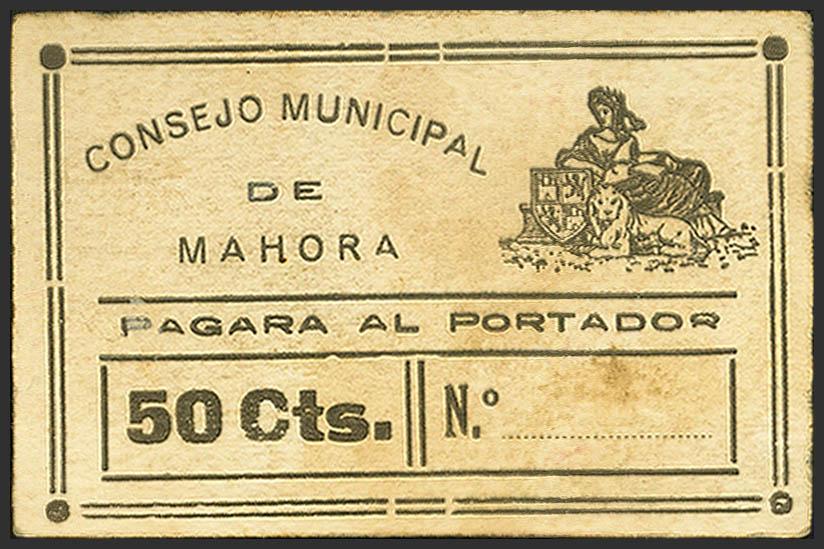 CONSEJO MUNICIPAL
DE
MAHORA
PAGARA AL PORTADOR
50 Cts.
N.º